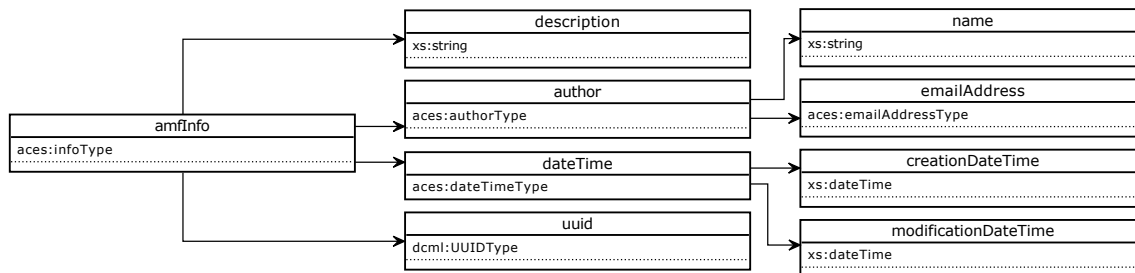 description
xs:string
name
xs:string
author
aces:authorType
emailAddress
aces:emailAddressType
amfInfo
aces:infoType
dateTime
aces:dateTimeType
creationDateTime
xs:dateTime
uuid
dcml:UUIDType
modificationDateTime
xs:dateTime